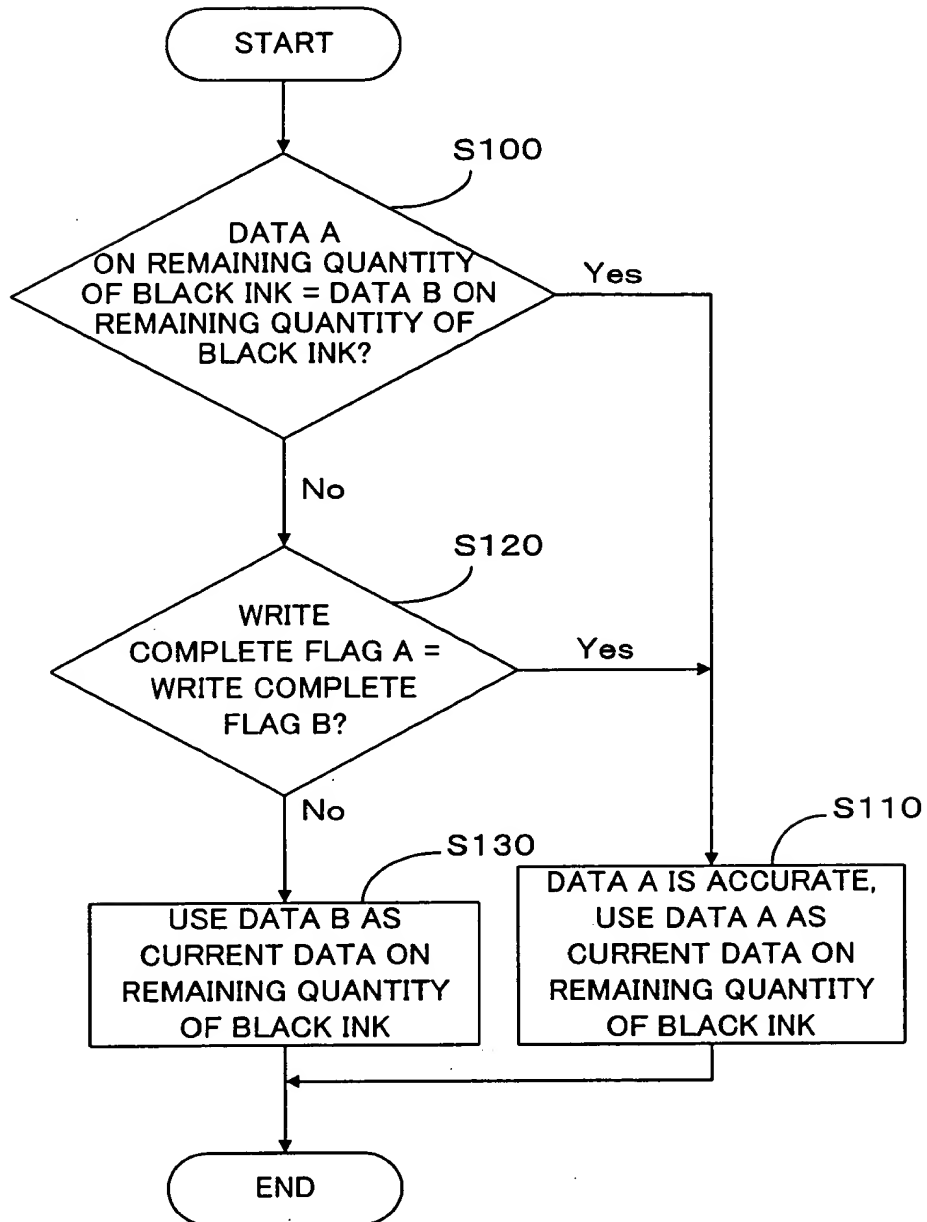 START
S100
DATA A
ON REMAINING QUANTITY
OF BLACK INK = DATA B ON
REMAINING QUANTITY OF
BLACK INK?
Yes
No
S120
WRITE
COMPLETE FLAG A =
WRITE COMPLETE
FLAG B?
Yes
No
S130
USE DATA B AS
CURRENT DATA ON
REMAINING QUANTITY
OF BLACK INK
S110
DATA A IS ACCURATE,
USE DATA A AS
CURRENT DATA ON
REMAINING QUANTITY
OF BLACK INK
END